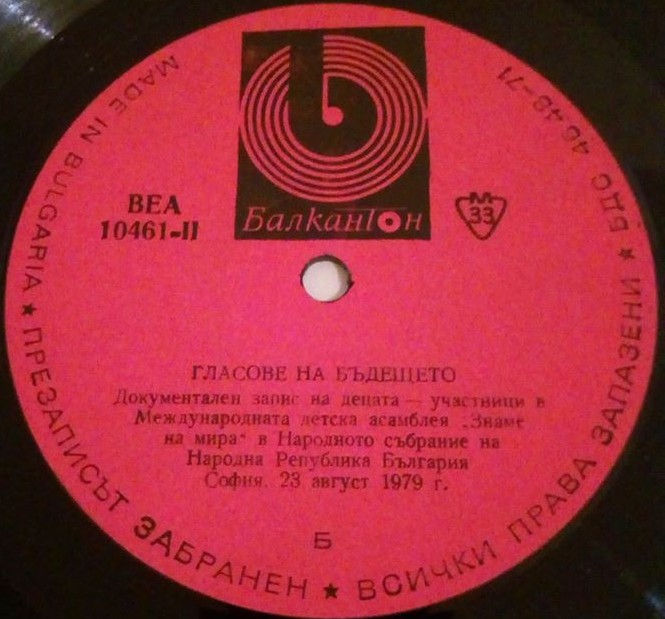 БалканТон
ВЕА
10461-II
М
33
ГЛАСОВЕ НА БЪДЕЩЕТО
Документален запис на децата — участници в
Международната детска асамблея „Знаме
на мира“ в Народното събрание на
Народна Република България
София, 23 август 1979 г.
Б
MADE IN BULGARIA ★ ПРЕЗАПИСЪТ ЗАБРАНЕН ★ ВСИЧКИ ПРАВА ЗАПАЗЕНИ ★ БДС 4648-71